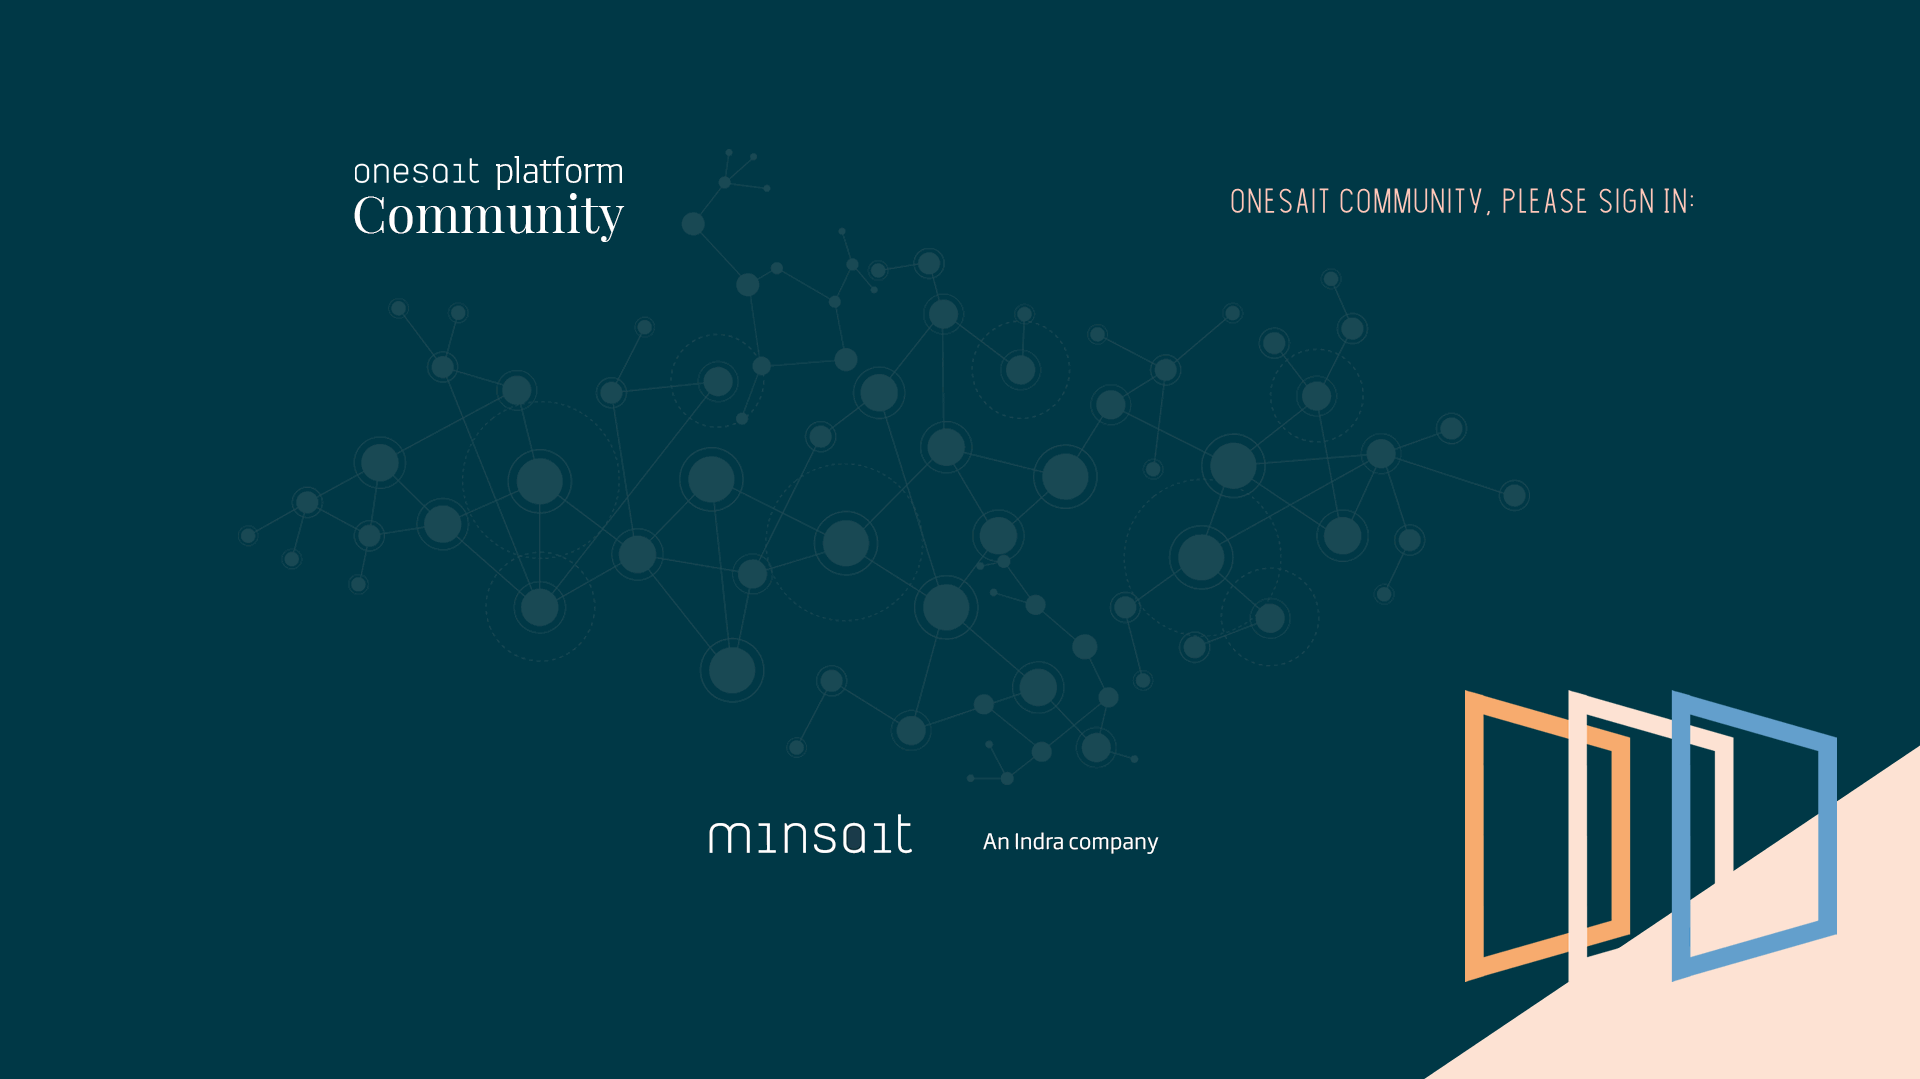 onesait platform
Community
ONESAIT COMMUNITY, PLEASE SIGN IN:
minsait
An Indra company